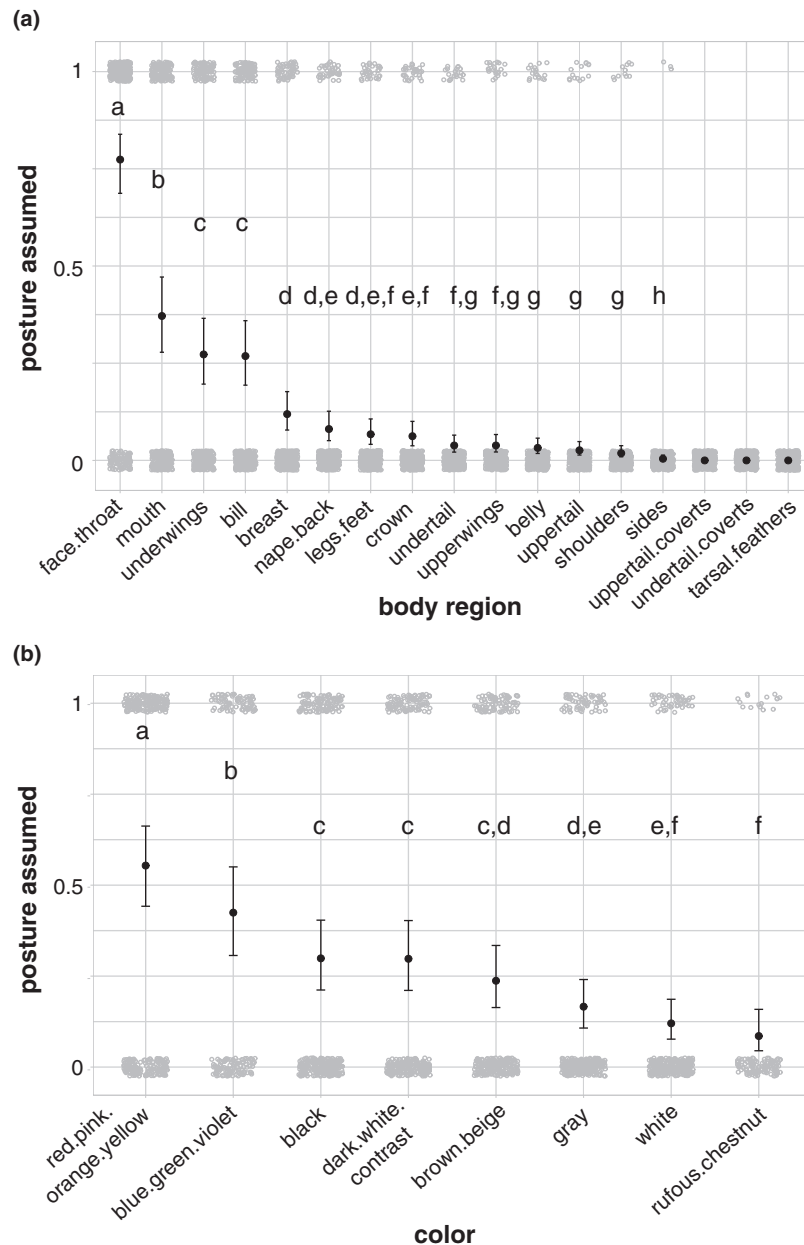 (a)
posture assumed
1
0.5
0
a
b
c c
d d,e d,e,f e,f f,g f,g g g g h
face.throat
mouth
underwings
bill
breast
nape.back
legs.feet
crown
undertail
upperwings
belly
uppertail
shoulders
sides
uppertail.coverts
undertail.coverts
tarsal.feathers
body region
(b)
posture assumed
1
0.5
0
a
b
c c c,d d,e e,f f
red.pink.
orange.yellow
blue.green.violet
black
dark.white.
contrast
brown.beige
gray
white
rufous.chestnut
color